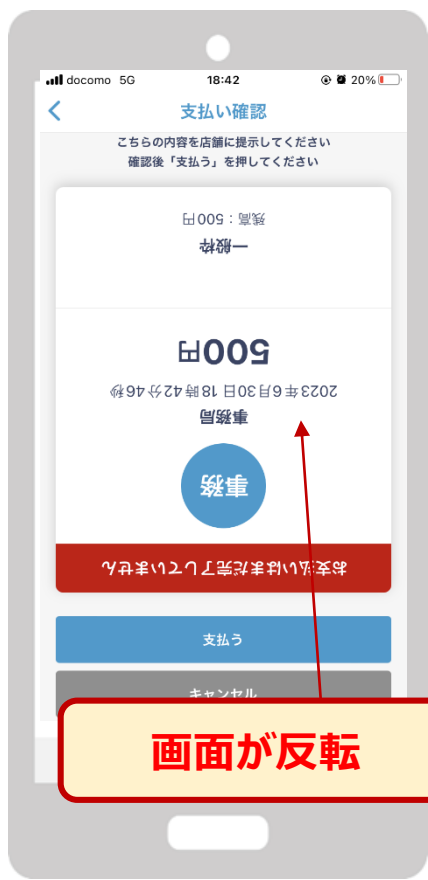 docomo 5G 18:42 20%
支払い確認
こちらの内容を店舗に提示してください
確認後「支払う」を押してください
お支払いはまだ完了していません
事務
事務局
2023年6月30日 18時42分46秒
500円
一般枠
残高：500円
支払う
キャンセル
画面が反転